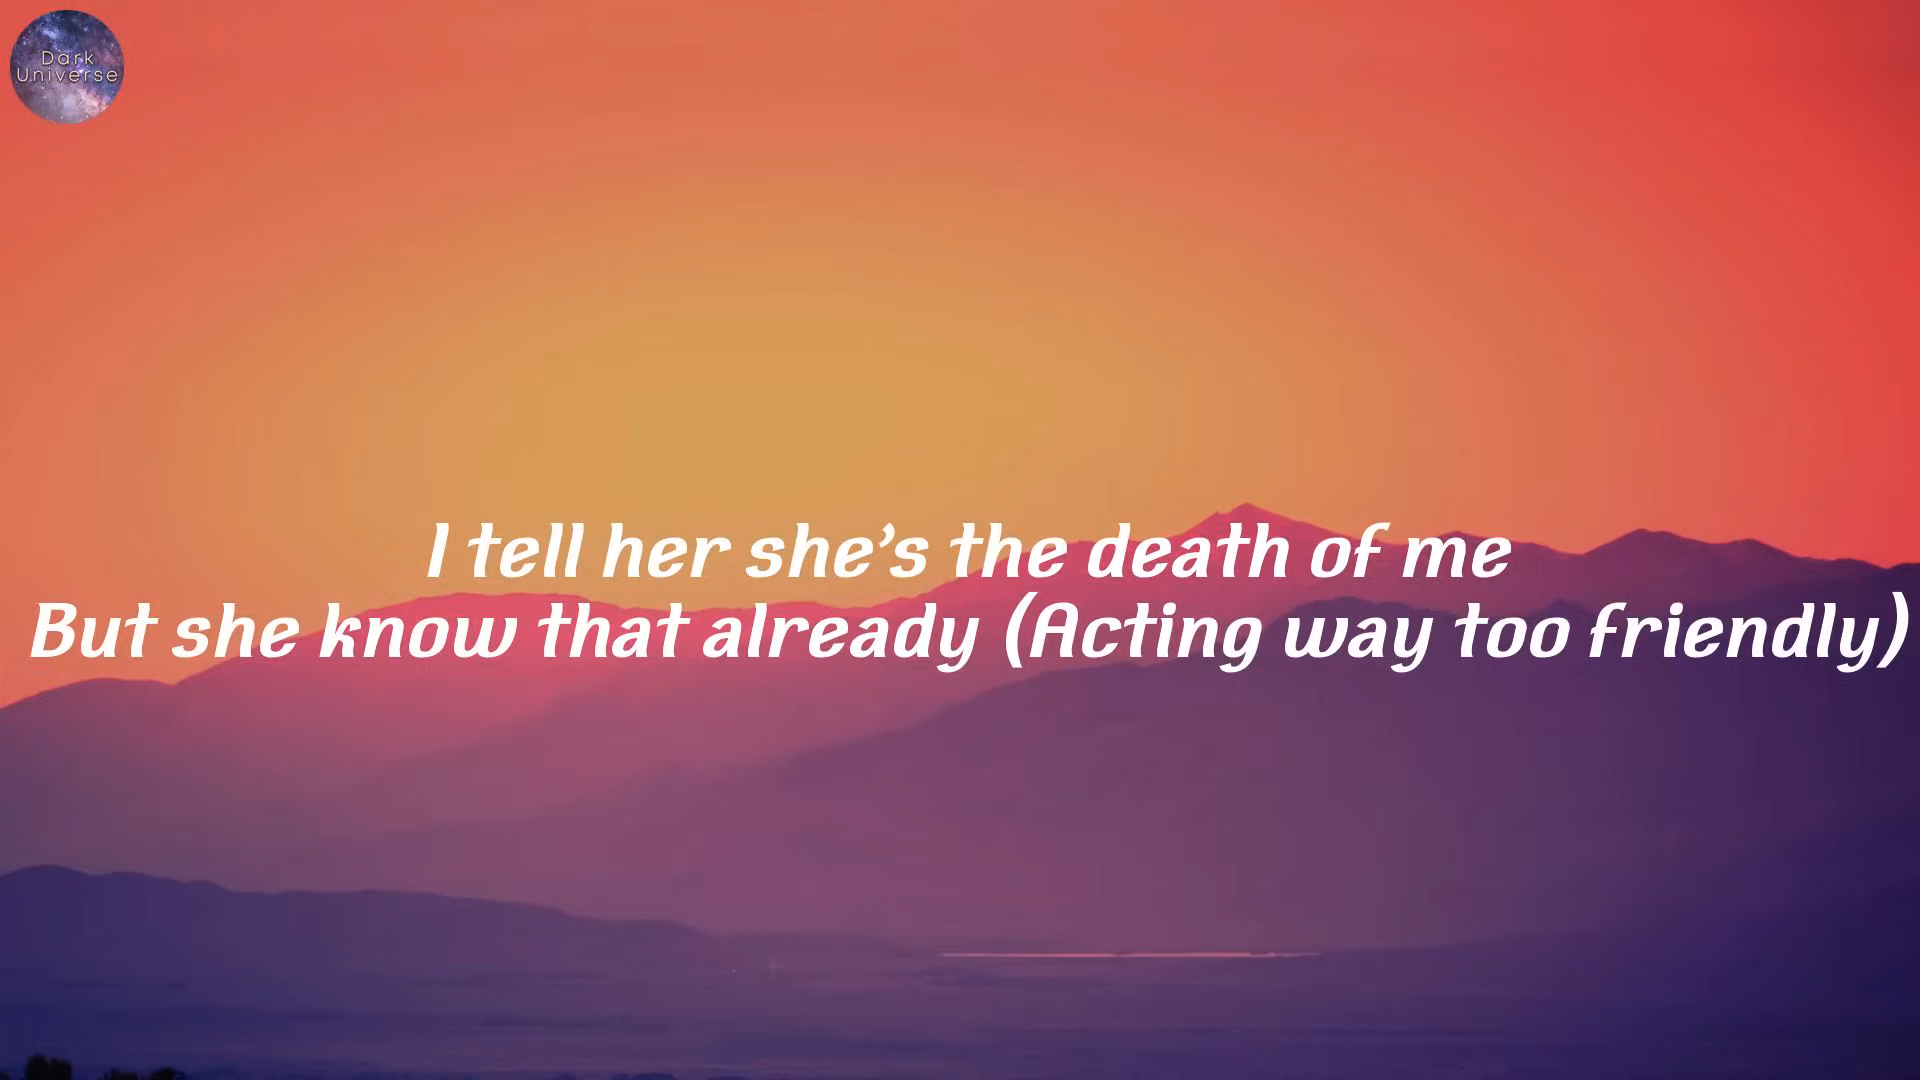 Dark
Universe
I tell her she's the death of me
But she know that already (Acting way too friendly)